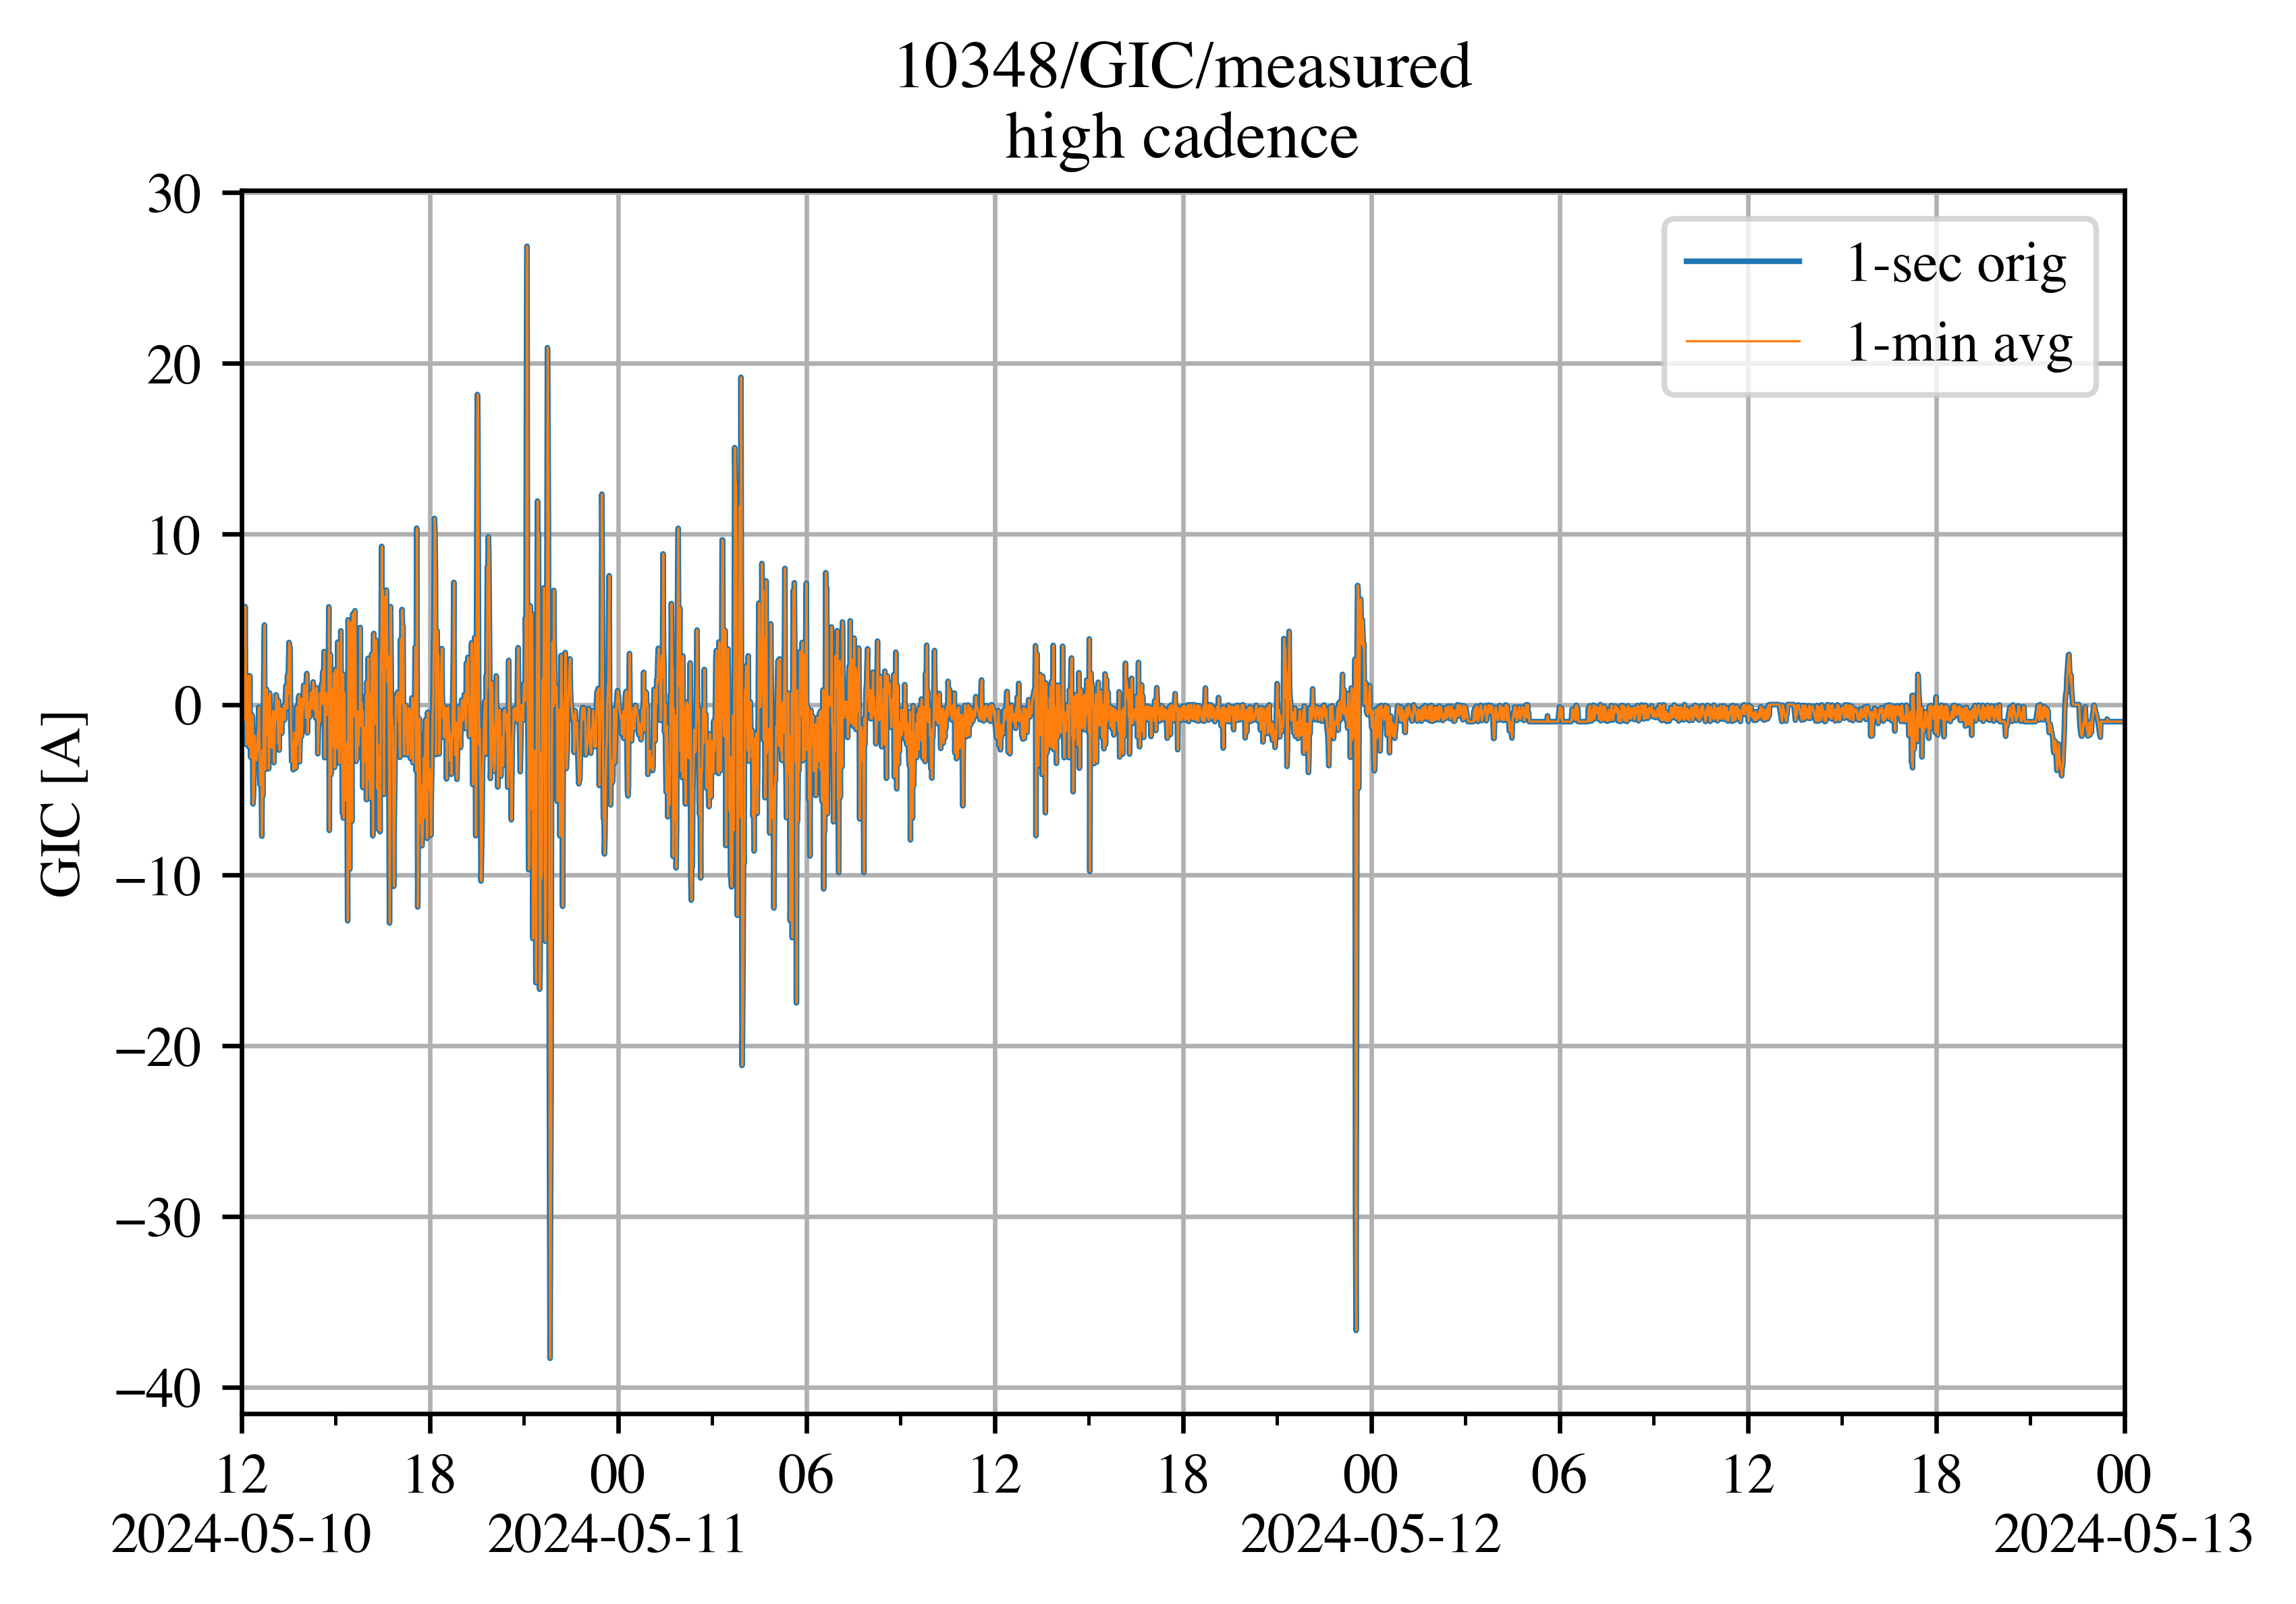 10348/GIC/measured
high cadence
30
20
10
0
−10
−20
−30
−40
GIC [A]
1-sec orig
1-min avg
12 18 00 06 12 18 00 06 12 18 00
2024-05-10 2024-05-11 2024-05-12 2024-05-13